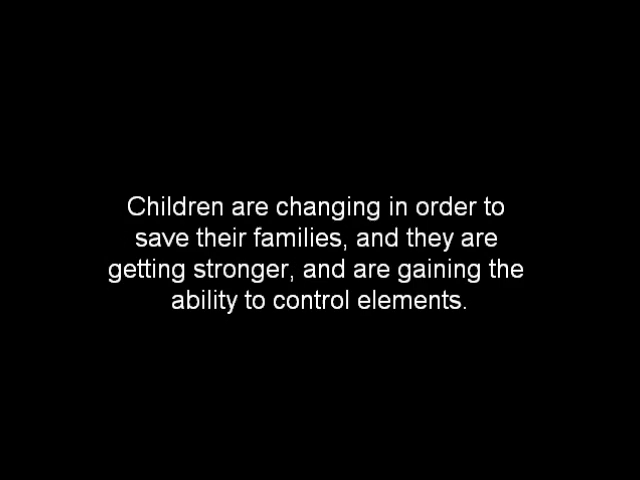 Children are changing in order to
save their families, and they are
getting stronger, and are gaining the
ability to control elements.